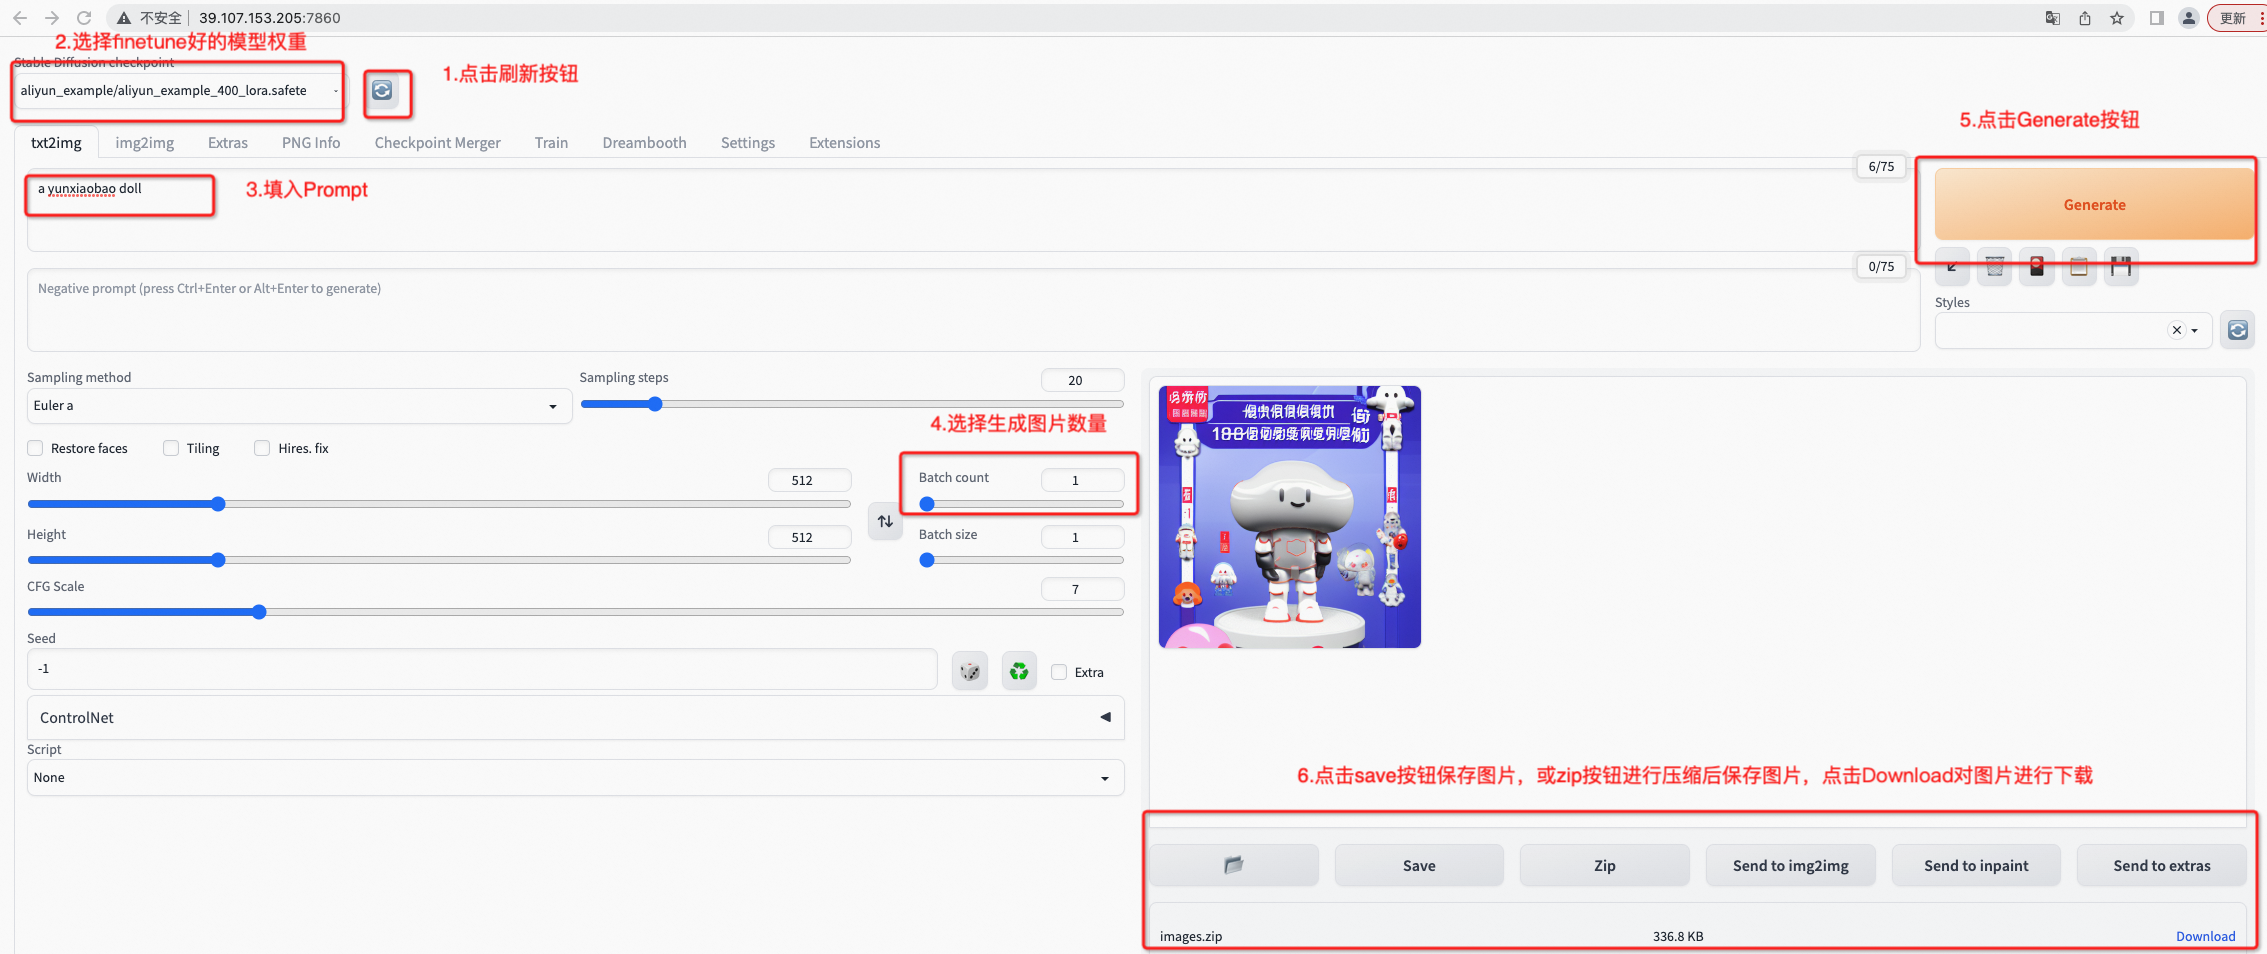 不安全 39.107.153.205:7860
更新
2.选择finetune好的模型权重
Stable Diffusion checkpoint
1.点击刷新按钮
aliyun_example/aliyun_example_400_lora.safete
5.点击Generate按钮
txt2img img2img Extras PNG Info Checkpoint Merger Train Dreambooth Settings Extensions
6/75
a yunxiaobao doll
3.填入Prompt
Generate
0/75
Negative prompt (press Ctrl+Enter or Alt+Enter to generate)
Styles
Sampling method
Euler a
Sampling steps
20
4.选择生成图片数量
Restore faces
Tiling
Hires. fix
Width
512
Batch count
1
Height
512
Batch size
1
CFG Scale
7
Seed
-1
Extra
ControlNet
Script
None
6.点击save按钮保存图片，或zip按钮进行压缩后保存图片，点击Download对图片进行下载
Save
Zip
Send to img2img
Send to inpaint
Send to extras
images.zip
336.8 KB
Download